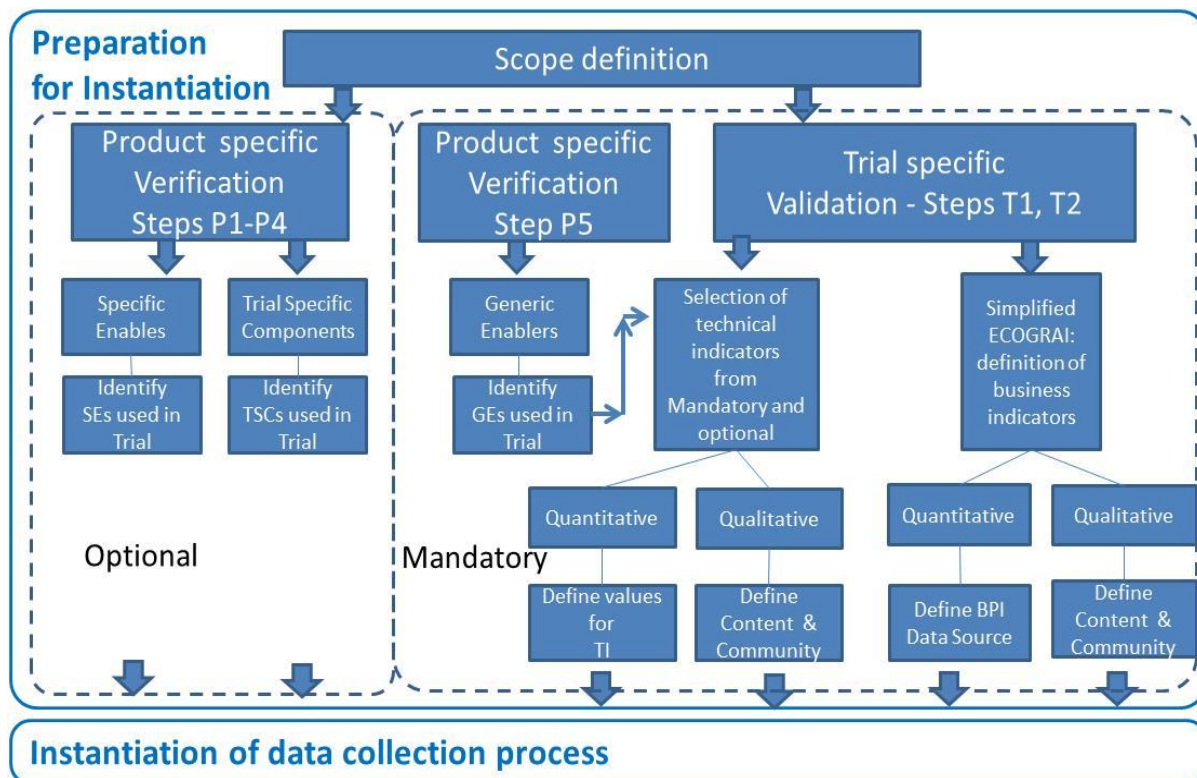 Preparation
for Instantiation
Scope definition
Product specific
Verification
Steps P1-P4
Product specific
Verification
Step P5
Trial specific
Validation - Steps T1, T2
Specific
Enables
Trial Specific
Components
Generic
Enablers
Selection of
technical
indicators
from
Mandatory and
optional
Simplified
ECOGRAI:
definition of
business
indicators
Identify
SEs used in
Trial
Identify
TSCs used in
Trial
Identify
GEs used in
Trial
Quantitative
Qualitative
Quantitative
Qualitative
Optional
Mandatory
Define values
for
TI
Define
Content &
Community
Define BPI
Data Source
Define
Content &
Community
Instantiation of data collection process